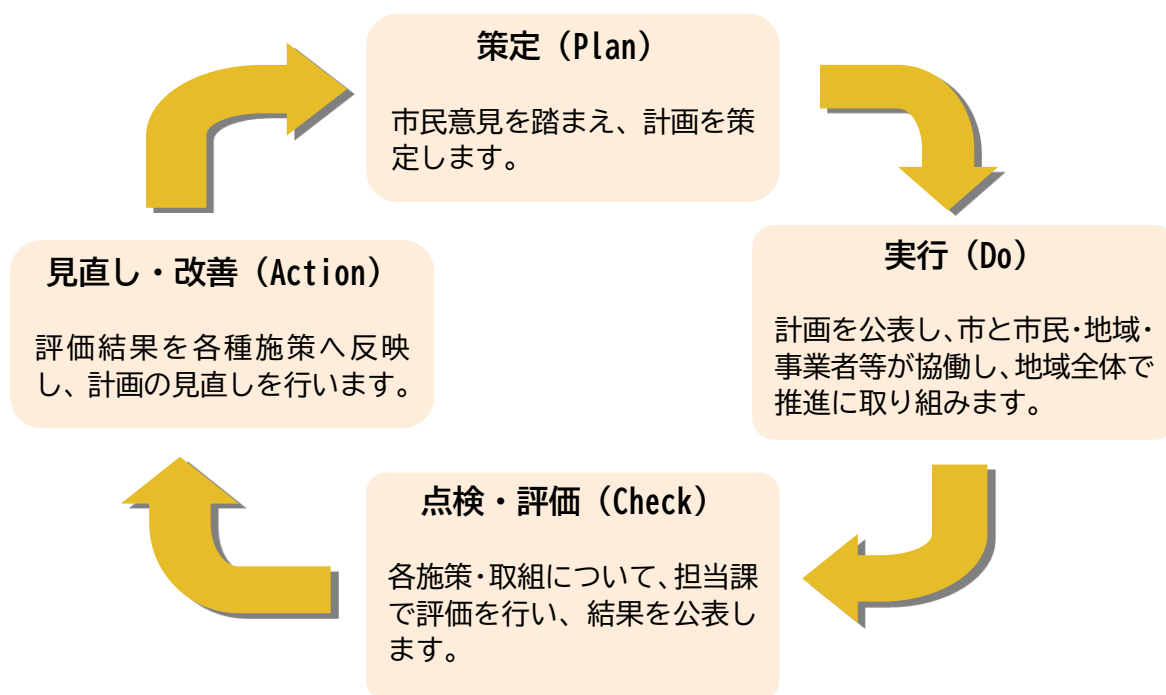 策定（Plan）
市民意見を踏まえ、計画を策
定します。
実行（Do）
計画を公表し、市と市民・地域・
事業者等が協働し、地域全体で
推進に取り組みます。
点検・評価（Check）
各施策・取組について、担当課
で評価を行い、結果を公表し
ます。
見直し・改善（Action）
評価結果を各種施策へ反映
し、計画の見直しを行います。